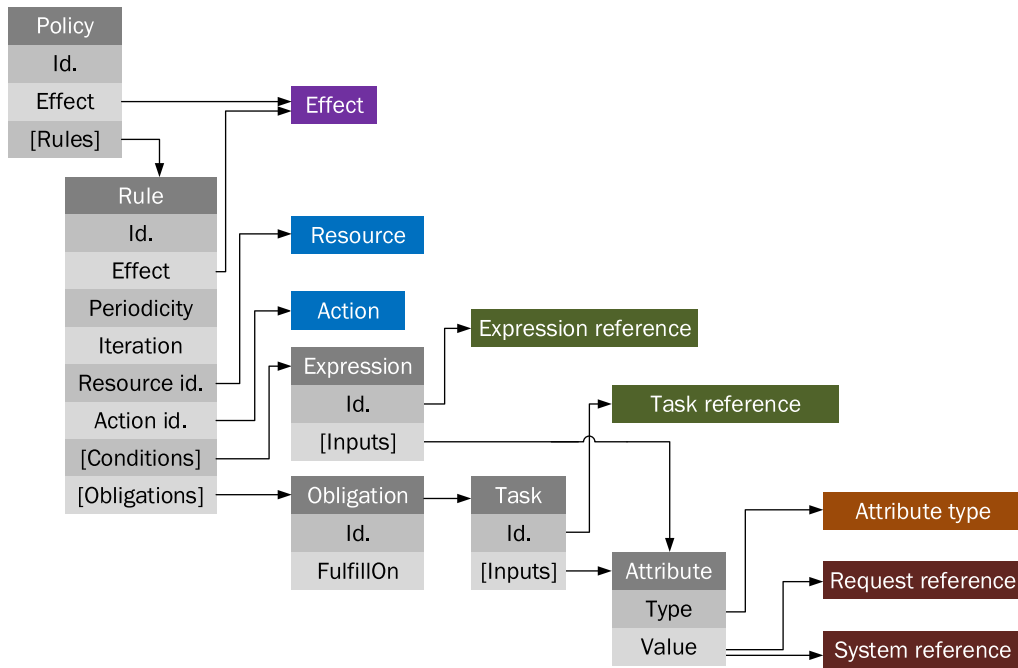 Policy
Id.
Effect
[Rules]
Effect
Rule
Id.
Effect
Periodicity
Iteration
Resource id.
Action id.
[Conditions]
[Obligations]
Resource
Action
Expression
Id.
[Inputs]
Expression reference
Task reference
Obligation
Id.
FulfillOn
Task
Id.
[Inputs]
Attribute
Type
Value
Attribute type
Request reference
System reference